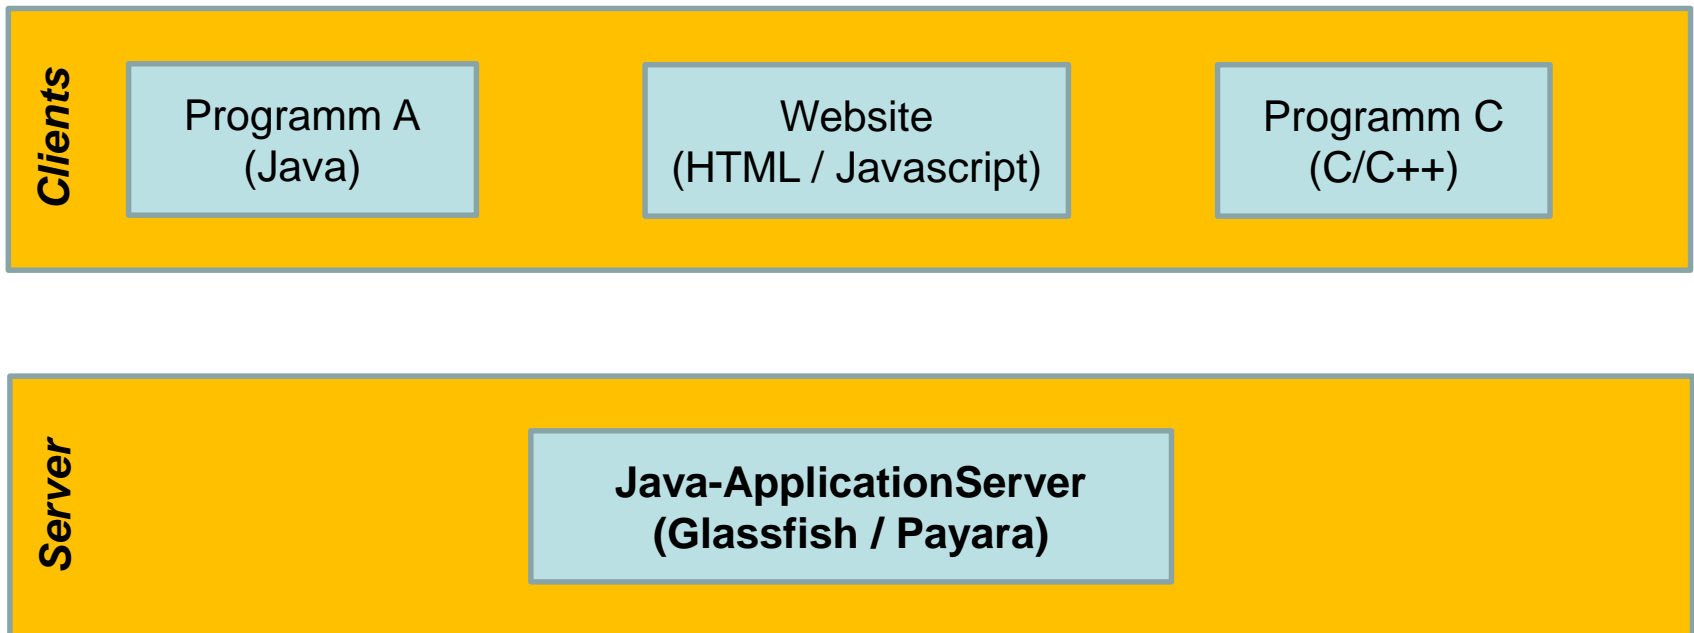 Clients
Programm A
(Java)
Website
(HTML / Javascript)
Programm C
(C/C++)
Server
Java-ApplicationServer
(Glassfish / Payara)